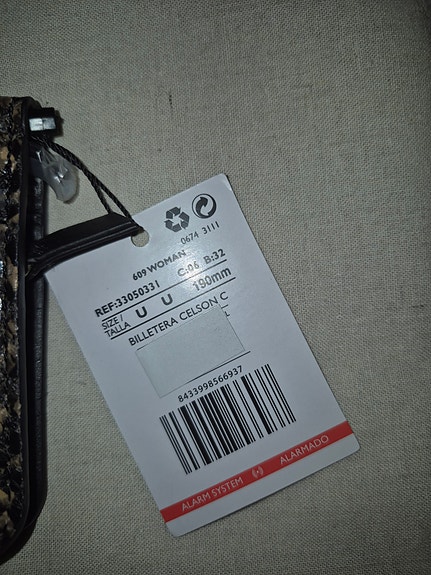 0674 3111
609 WOMAN
REF:33050331 C:06 B:32
SIZE / TALLA U U 190mm
BILLETERA CELSON C
L
8433998566937
ALARM SYSTEM ALARMADO